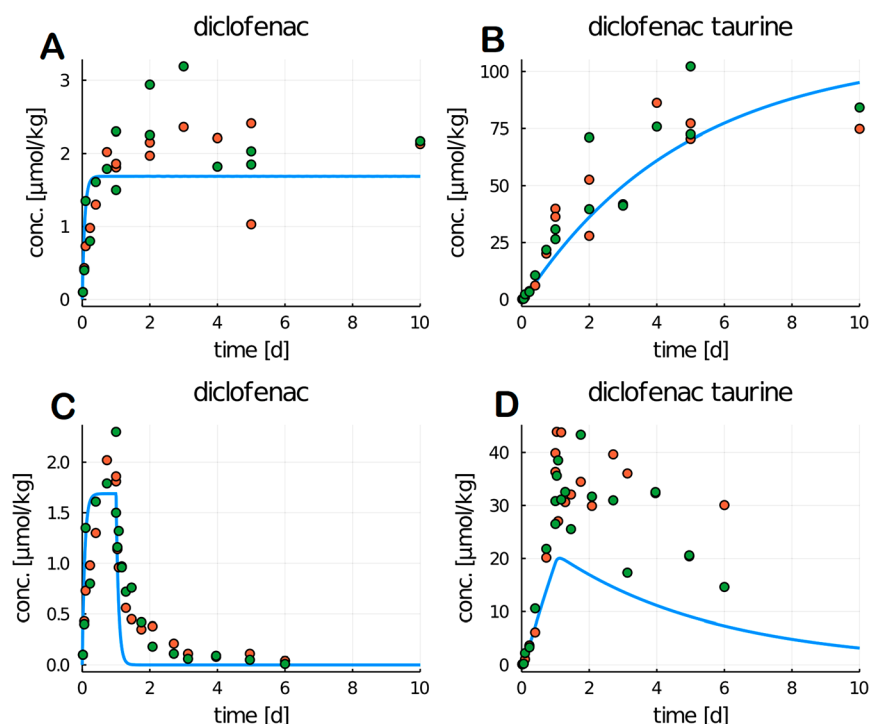 A
diclofenac
conc. [μmol/kg]
3
2
1
0
0 2 4 6 8 10
time [d]
B
diclofenac taurine
conc. [μmol/kg]
100
75
50
25
0
0 2 4 6 8 10
time [d]
C
diclofenac
conc. [μmol/kg]
2.0
1.5
1.0
0.5
0.0
0 2 4 6 8 10
time [d]
D
diclofenac taurine
conc. [μmol/kg]
40
30
20
10
0
0 2 4 6 8 10
time [d]